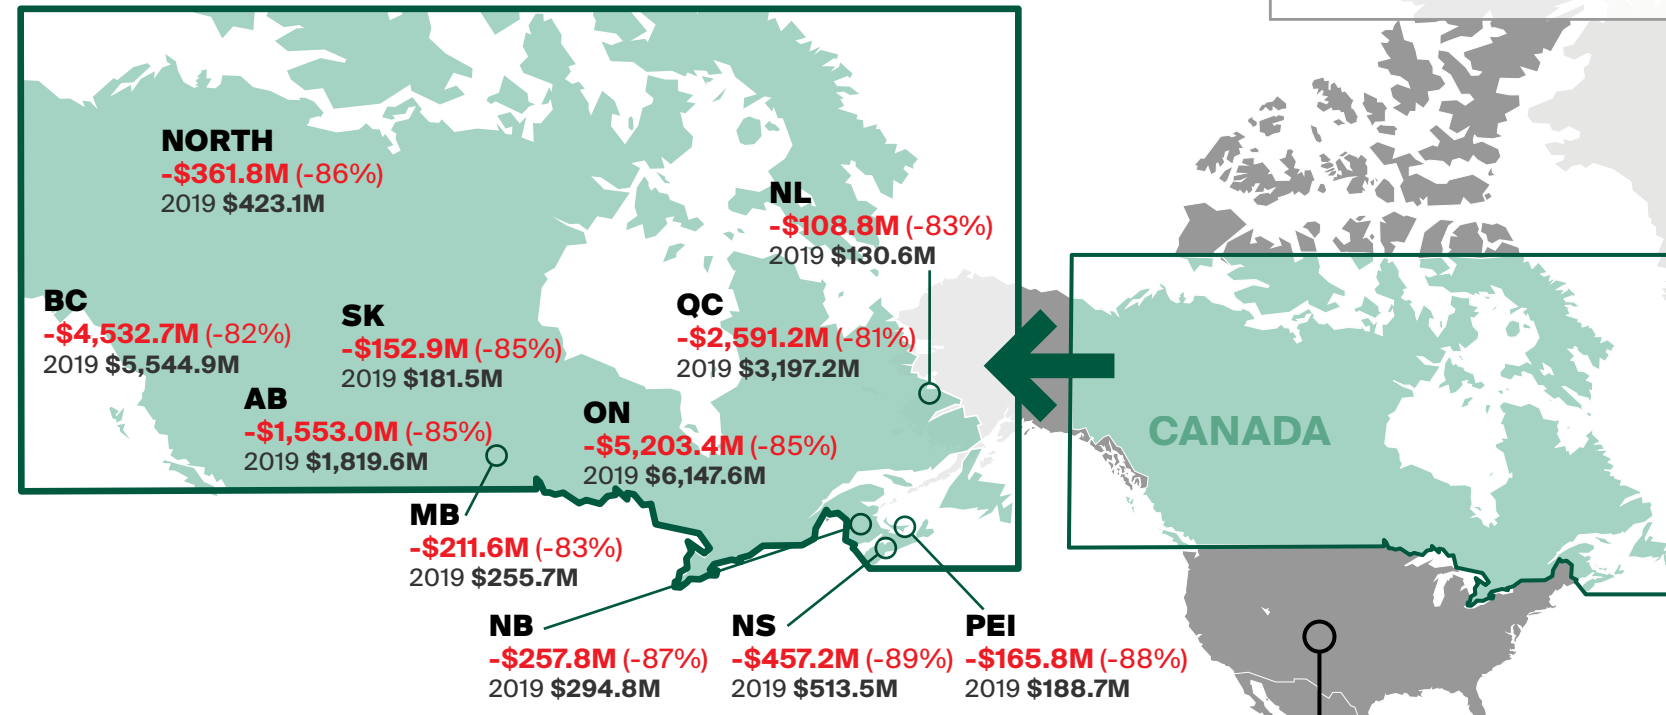 NORTH
-$361.8M (-86%)
2019 $423.1M
NL
-$108.8M (-83%)
2019 $130.6M
BC
-$4,532.7M (-82%)
2019 $5,544.9M
SK
-$152.9M (-85%)
2019 $181.5M
QC
-$2,591.2M (-81%)
2019 $3,197.2M
AB
-$1,553.0M (-85%)
2019 $1,819.6M
ON
-$5,203.4M (-85%)
2019 $6,147.6M
CANADA
MB
-$211.6M (-83%)
2019 $255.7M
NB
-$257.8M (-87%)
2019 $294.8M
NS
-$457.2M (-89%)
2019 $513.5M
PEI
-$165.8M (-88%)
2019 $188.7M